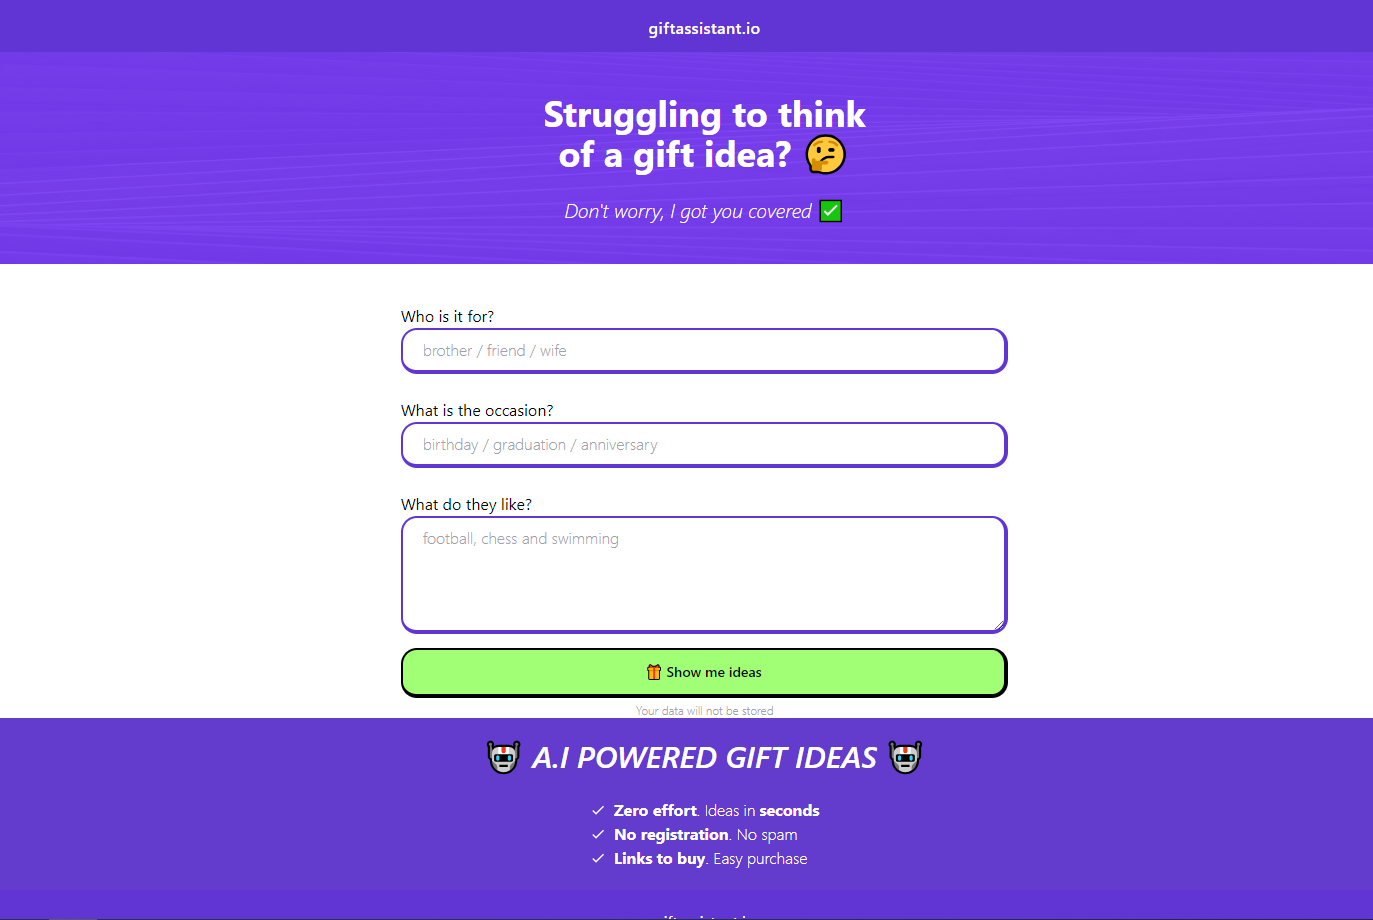 giftassistant.io
Struggling to think
of a gift idea? 🤔
Don't worry, I got you covered ✅
Who is it for?
brother / friend / wife
What is the occasion?
birthday / graduation / anniversary
What do they like?
football, chess and swimming
🎁 Show me ideas
Your data will not be stored
🤖 A.I POWERED GIFT IDEAS 🤖
✓ Zero effort. Ideas in seconds
✓ No registration. No spam
✓ Links to buy. Easy purchase